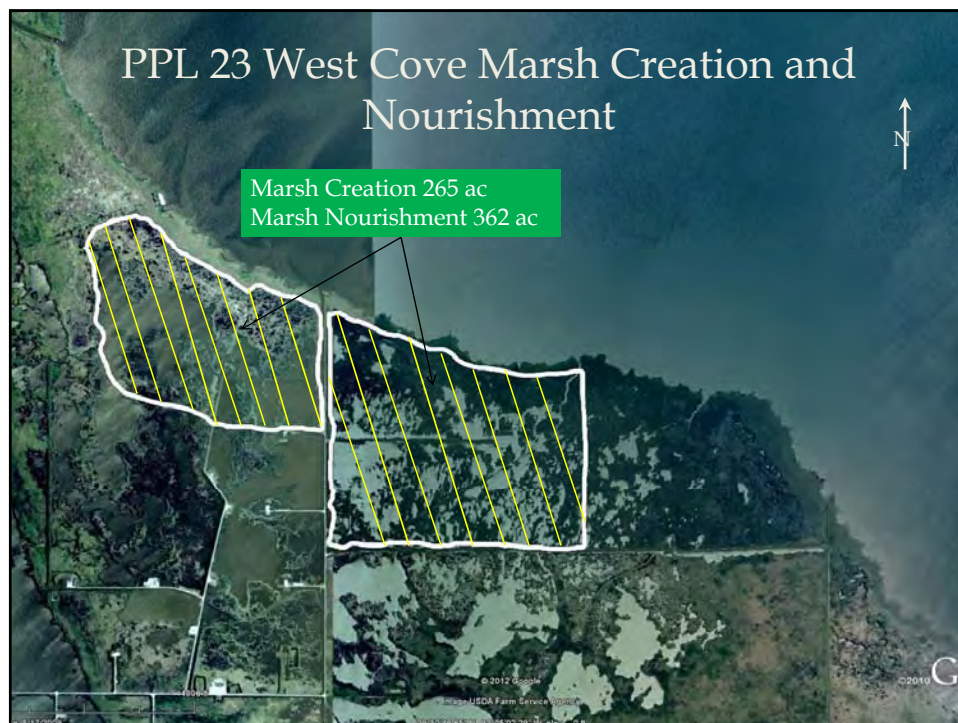 PPL 23 West Cove Marsh Creation and
Nourishment
N
Marsh Creation 265 ac
Marsh Nourishment 362 ac
© 2012 Google
Image USDA Farm Service Agency
©2010 G